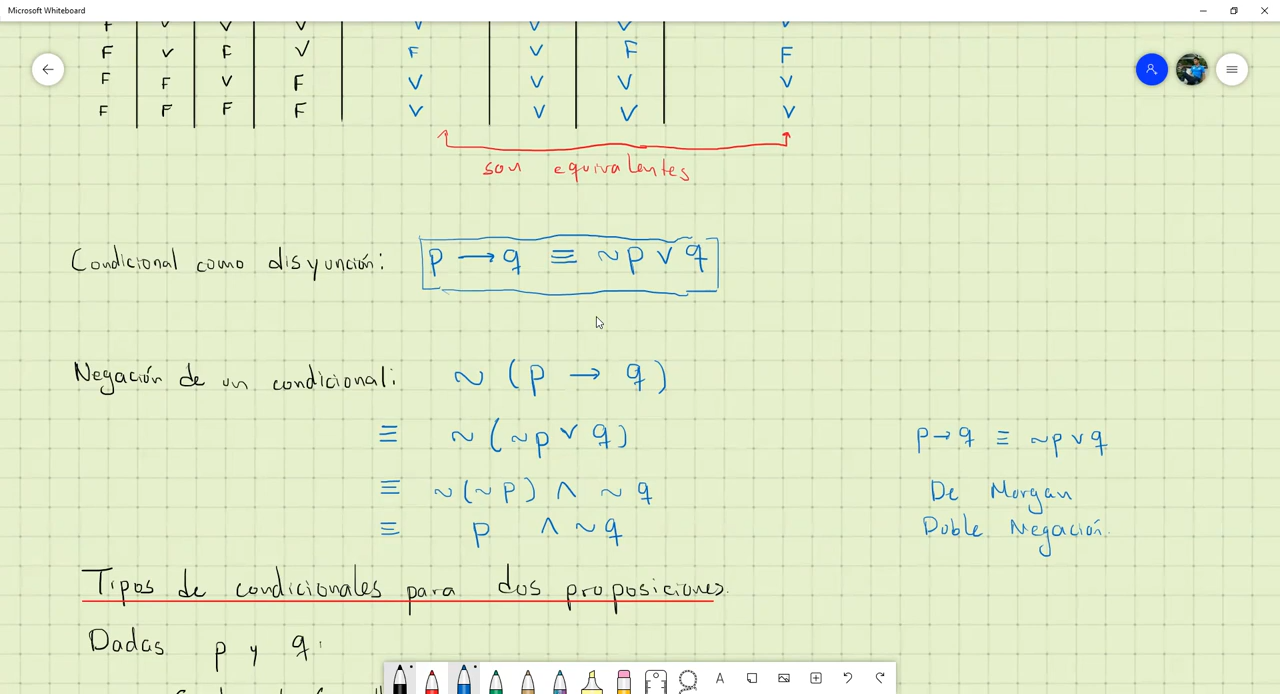 Microsoft Whiteboard
F V V V V V V
F V F V F V F F
F F V F V V V V
F F F F V V V V
son equivalentes
Condicional como disyunción: p → q ≡ ~p ∨ q
Negación de un condicional: ~ (p → q)
≡ ~ (~p ∨ q) p → q ≡ ~p ∨ q
≡ ~(~p) ∧ ~q De Morgan
≡ p ∧ ~q Doble Negación.
Tipos de condicionales para dos proposiciones.
Dadas p y q
A